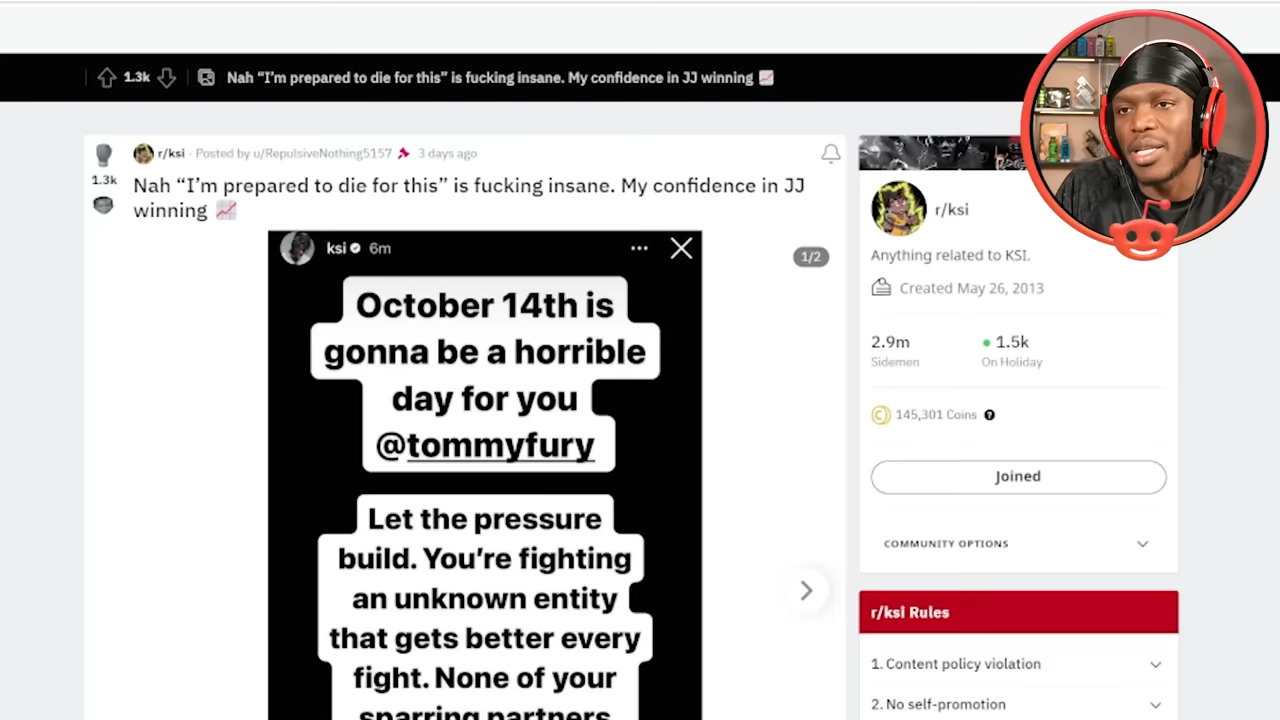 1.3k
Nah “I’m prepared to die for this” is fucking insane. My confidence in JJ winning 📈
r/ksi · Posted by u/RepulsiveNothing5157 3 days ago
1.3k
Nah “I’m prepared to die for this” is fucking insane. My confidence in JJ
winning 📈
ksi 6m
1/2
October 14th is
gonna be a horrible
day for you
@tommyfury
Let the pressure
build. You’re fighting
an unknown entity
that gets better every
fight. None of your
sparring partners
r/ksi
Anything related to KSI.
Created May 26, 2013
2.9m
1.5k
Sidemen
On Holiday
145,301 Coins
Joined
COMMUNITY OPTIONS
r/ksi Rules
1. Content policy violation
2. No self-promotion